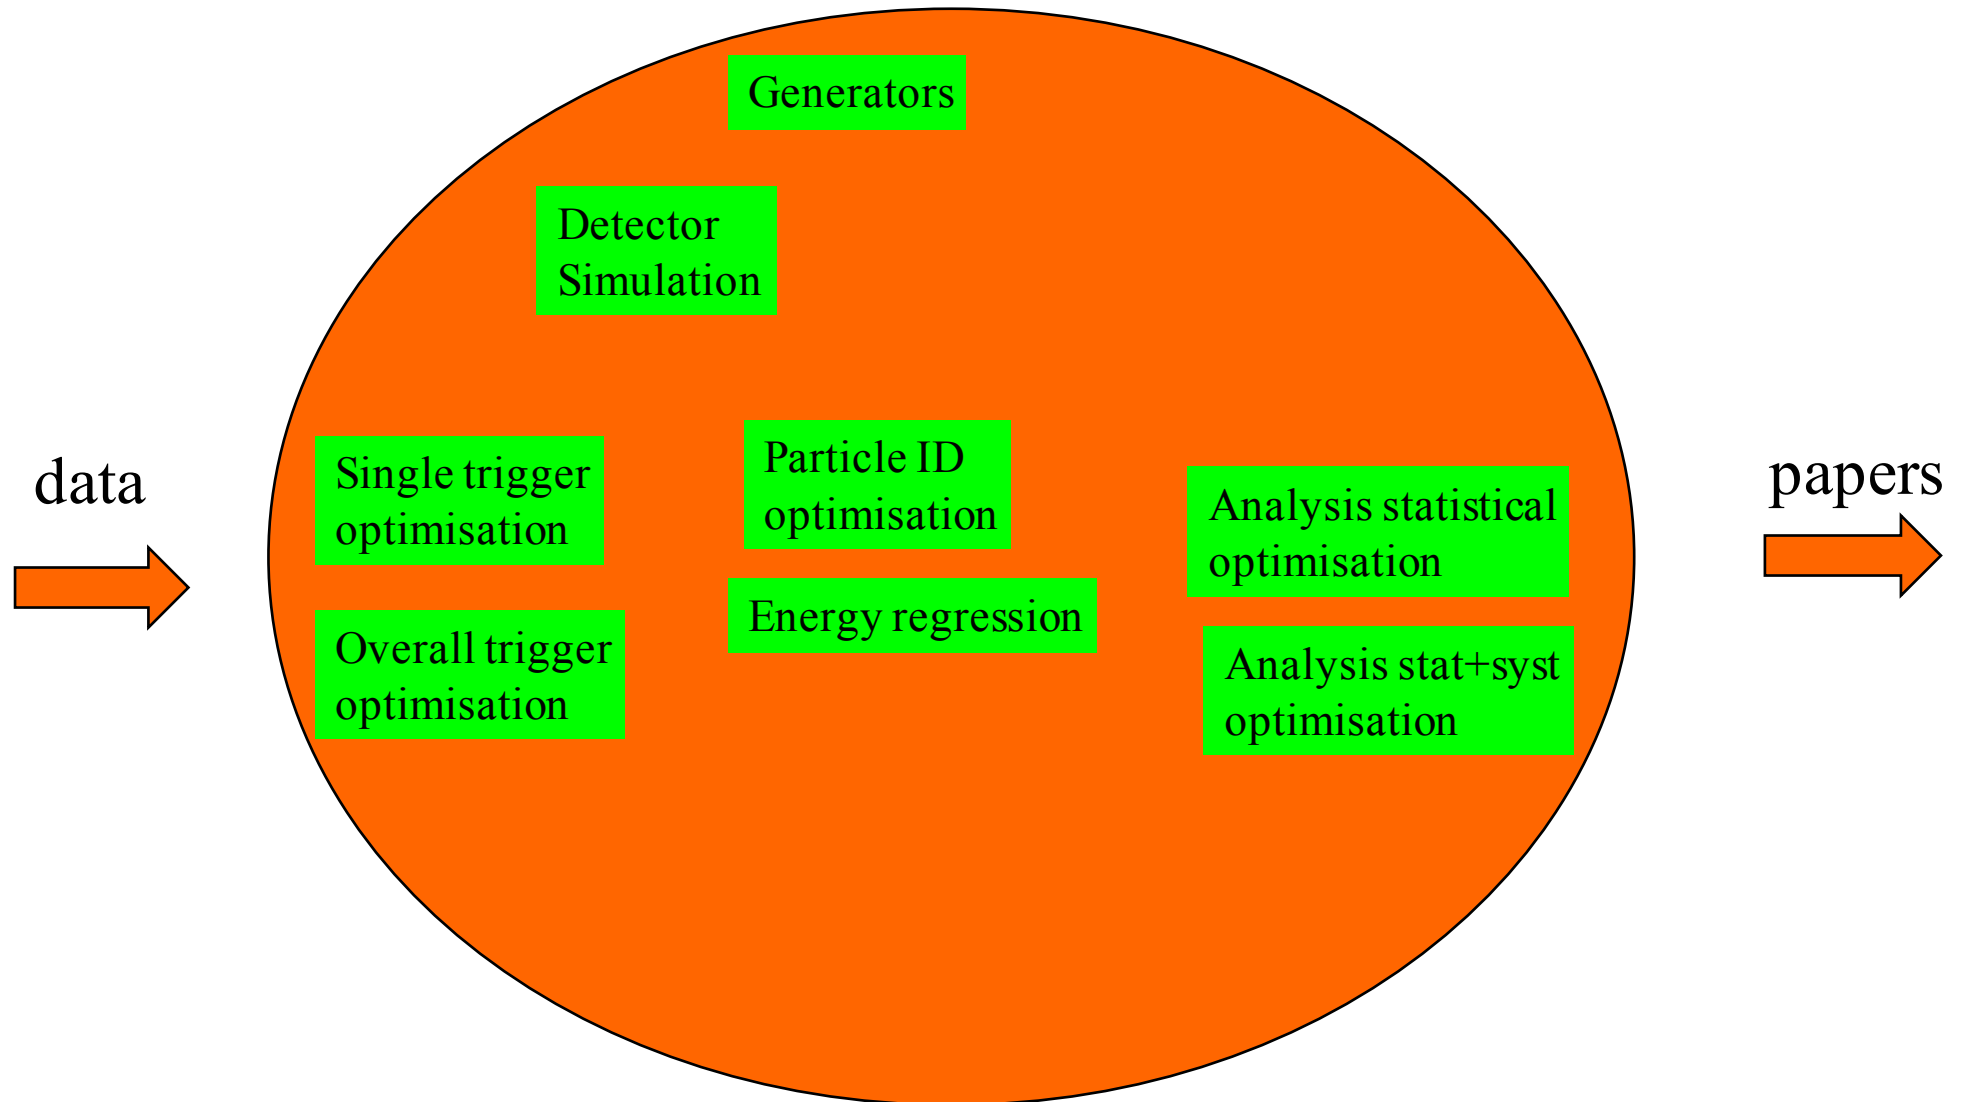 Generators
Detector
Simulation
data
Single trigger
optimisation
Overall trigger
optimisation
Particle ID
optimisation
Energy regression
Analysis statistical
optimisation
Analysis stat+syst
optimisation
papers